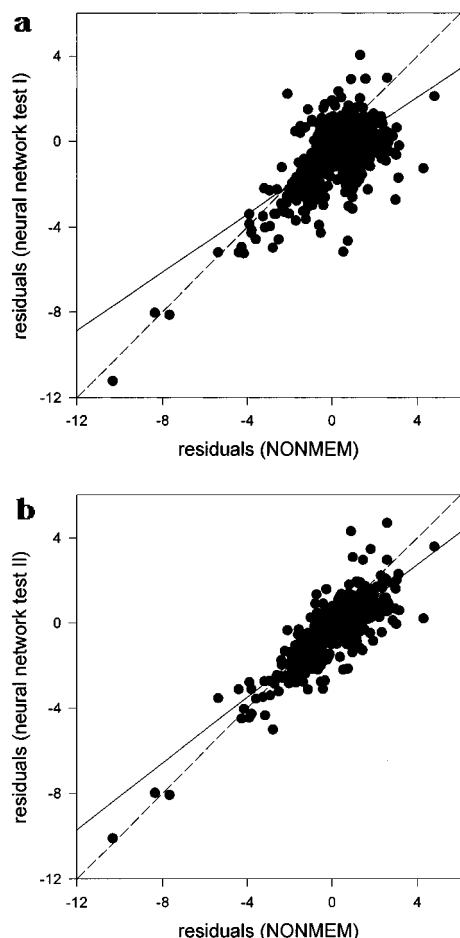 a
residuals (neural network test I)
4
0
-4
-8
-12
-12 -8 -4 0 4
residuals (NONMEM)
b
residuals (neural network test II)
4
0
-4
-8
-12
-12 -8 -4 0 4
residuals (NONMEM)